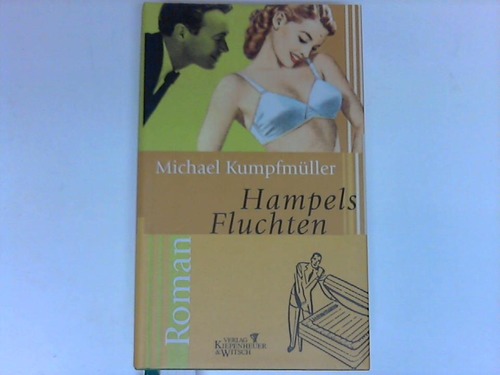 Michael Kumpfmüller
Hampels
Fluchten
Roman
VERLAG
KIEPENHEUER
& WITSCH